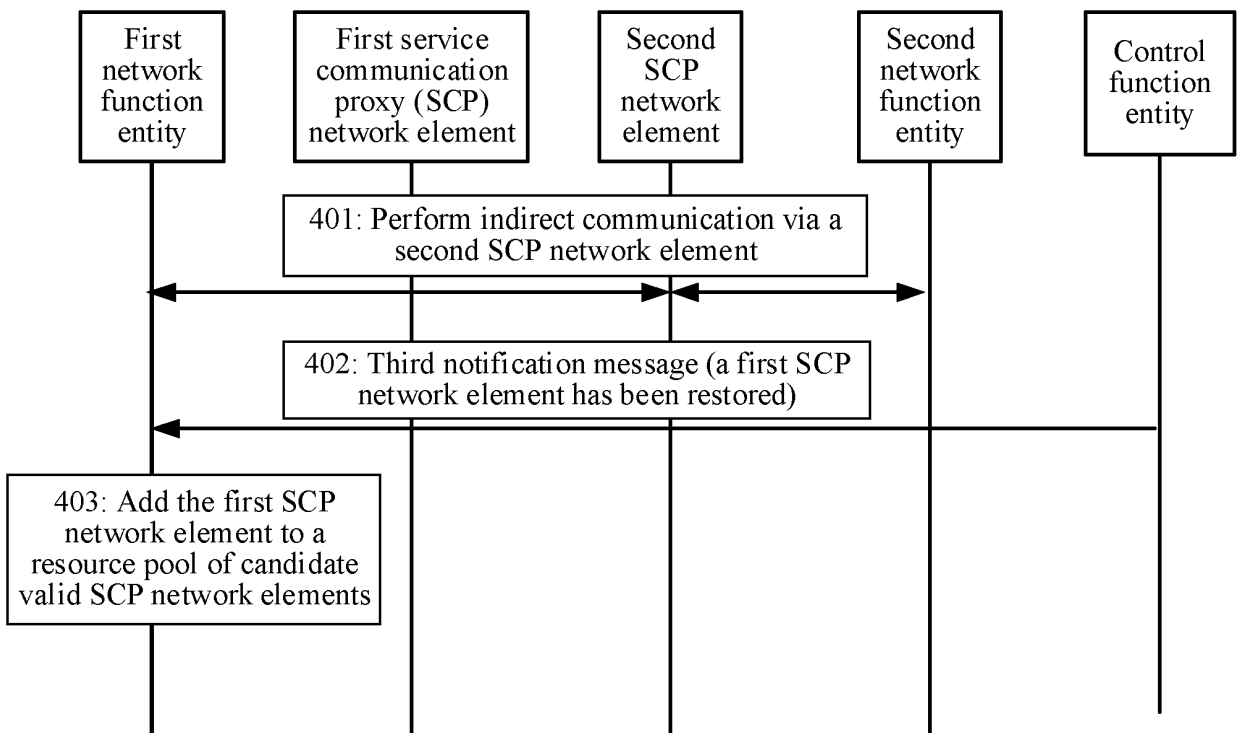 First
network
function
entity
First service
communication
proxy (SCP)
network element
Second
SCP
network
element
Second
network
function
entity
Control
function
entity
401: Perform indirect communication via a
second SCP network element
402: Third notification message (a first SCP
network element has been restored)
403: Add the first SCP
network element to a
resource pool of candidate
valid SCP network elements